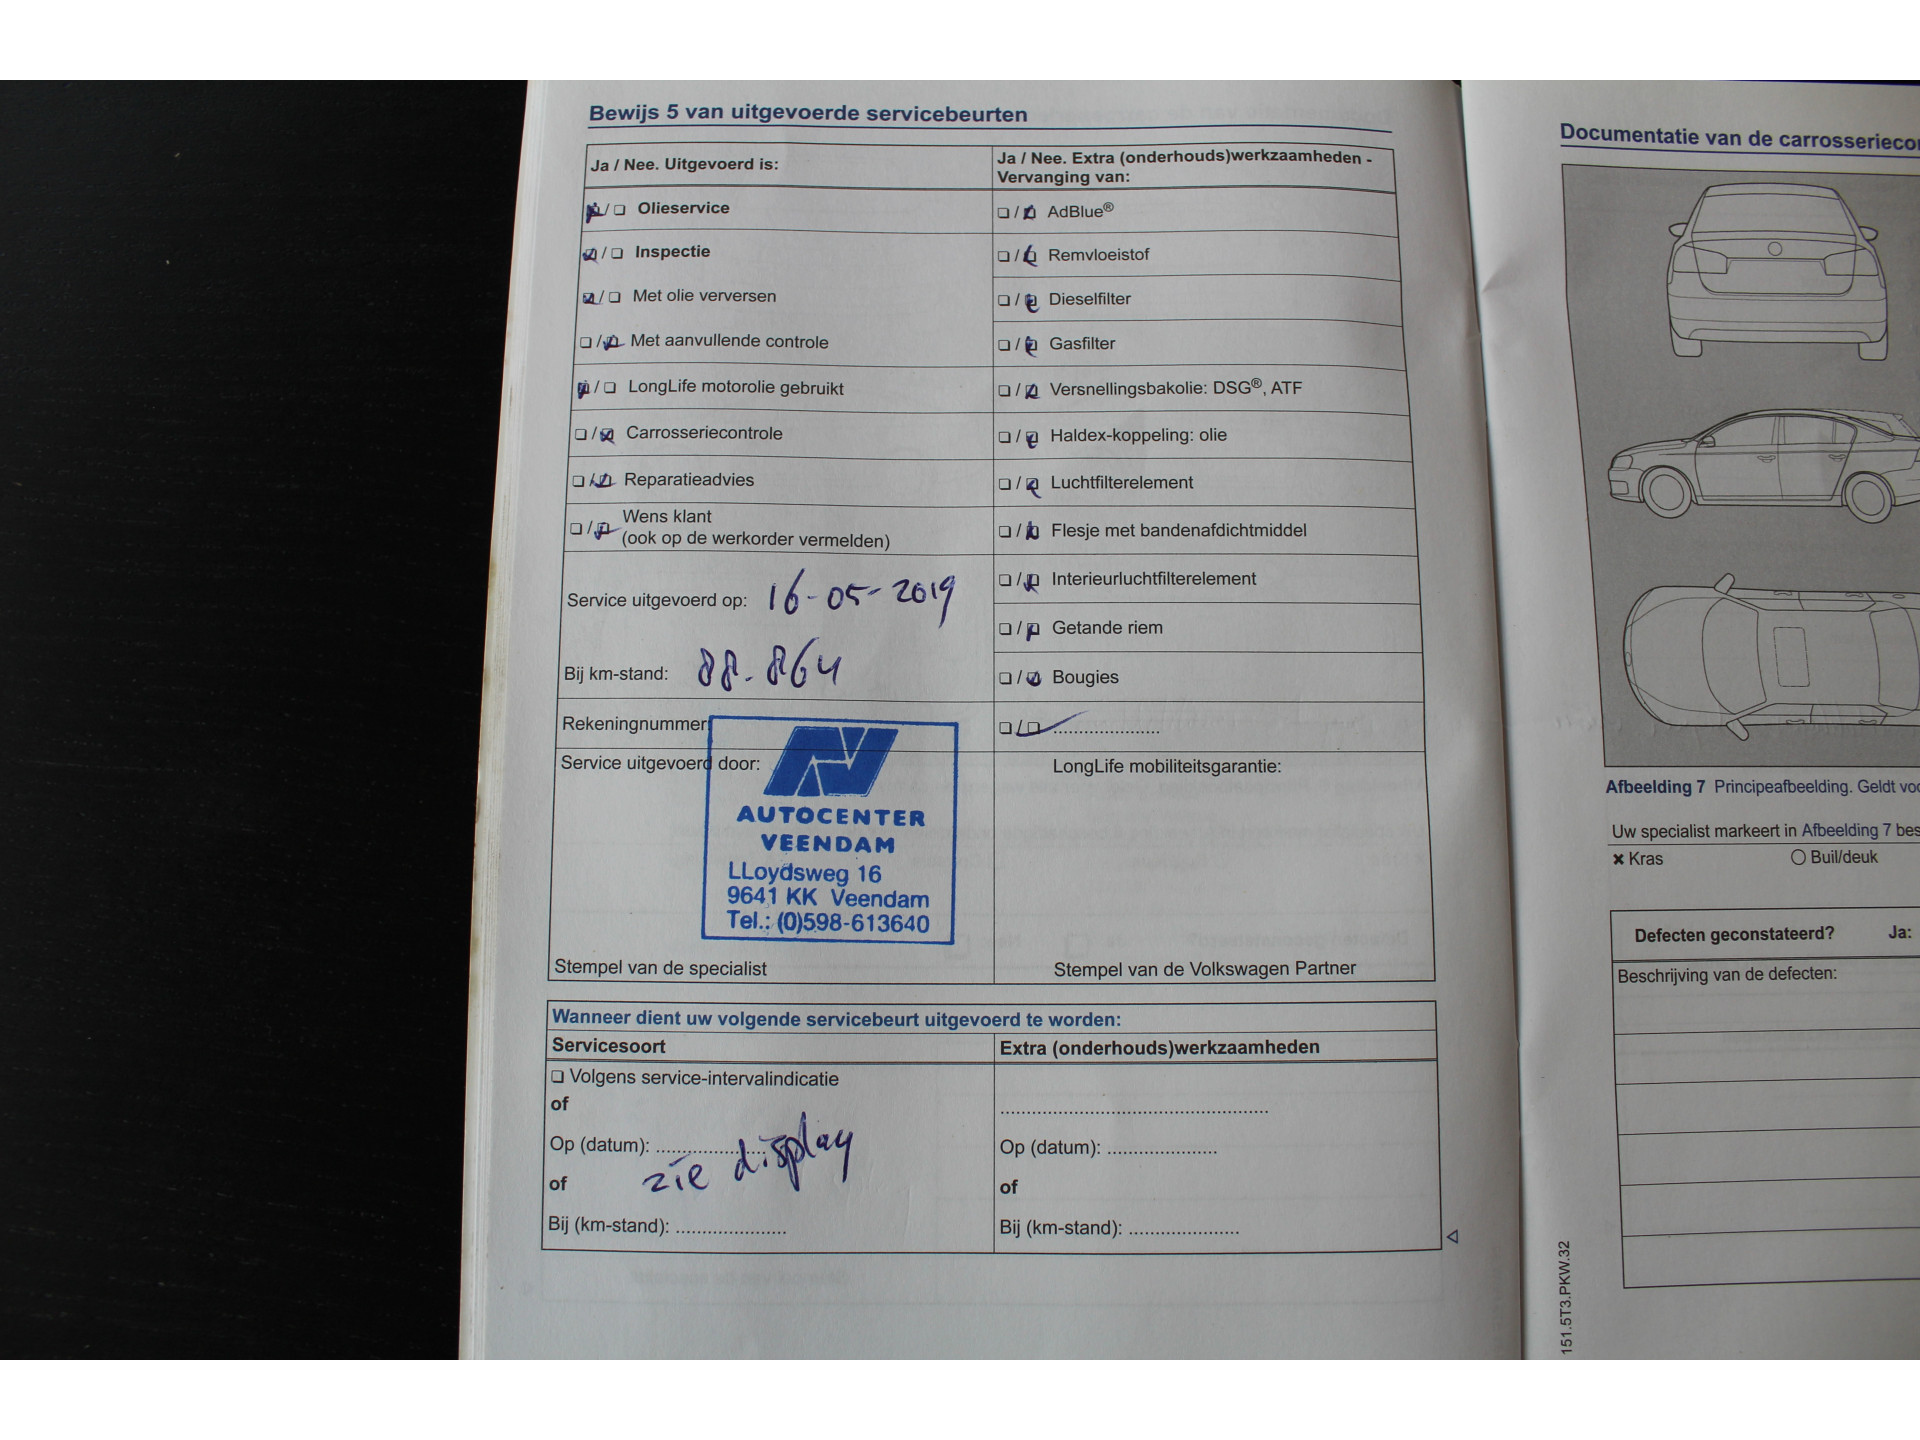 Bewijs 5 van uitgevoerde servicebeurten
Ja / Nee. Uitgevoerd is:
Olieservice
Inspectie
Met olie verversen
Met aanvullende controle
LongLife motorolie gebruikt
Carrosseriecontrole
Reparatieadvies
Wens klant
(ook op de werkorder vermelden)
Service uitgevoerd op: 16-05-2019
Bij km-stand: 88.864
Rekeningnummer:
Service uitgevoerd door:
AUTOCENTER
VEENDAM
LLoydsweg 16
9641 KK Veendam
Tel.: (0)598-613640
Stempel van de specialist
Ja / Nee. Extra (onderhouds)werkzaamheden -
Vervanging van:
AdBlue®
Remvloeistof
Dieselfilter
Gasfilter
Versnellingsbakolie: DSG®, ATF
Haldex-koppeling: olie
Luchtfilterelement
Flesje met bandenafdichtmiddel
Interieurluchtfilterelement
Getande riem
Bougies
LongLife mobiliteitsgarantie:
Stempel van de Volkswagen Partner
Wanneer dient uw volgende servicebeurt uitgevoerd te worden:
Servicesoort
Volgens service-intervalindicatie
of
Op (datum): ....................
zie display
of
Bij (km-stand): ....................
Extra (onderhouds)werkzaamheden
Op (datum): ....................
of
Bij (km-stand): ....................
Documentatie van de
Afbeelding 7 Principeafbeelding. Geldt
Uw specialist markeert in Afbeelding 7
Kras
Buil/deuk
Defecten geconstateerd? Ja:
Beschrijving van de defecten:
151.5T3.PKW.32